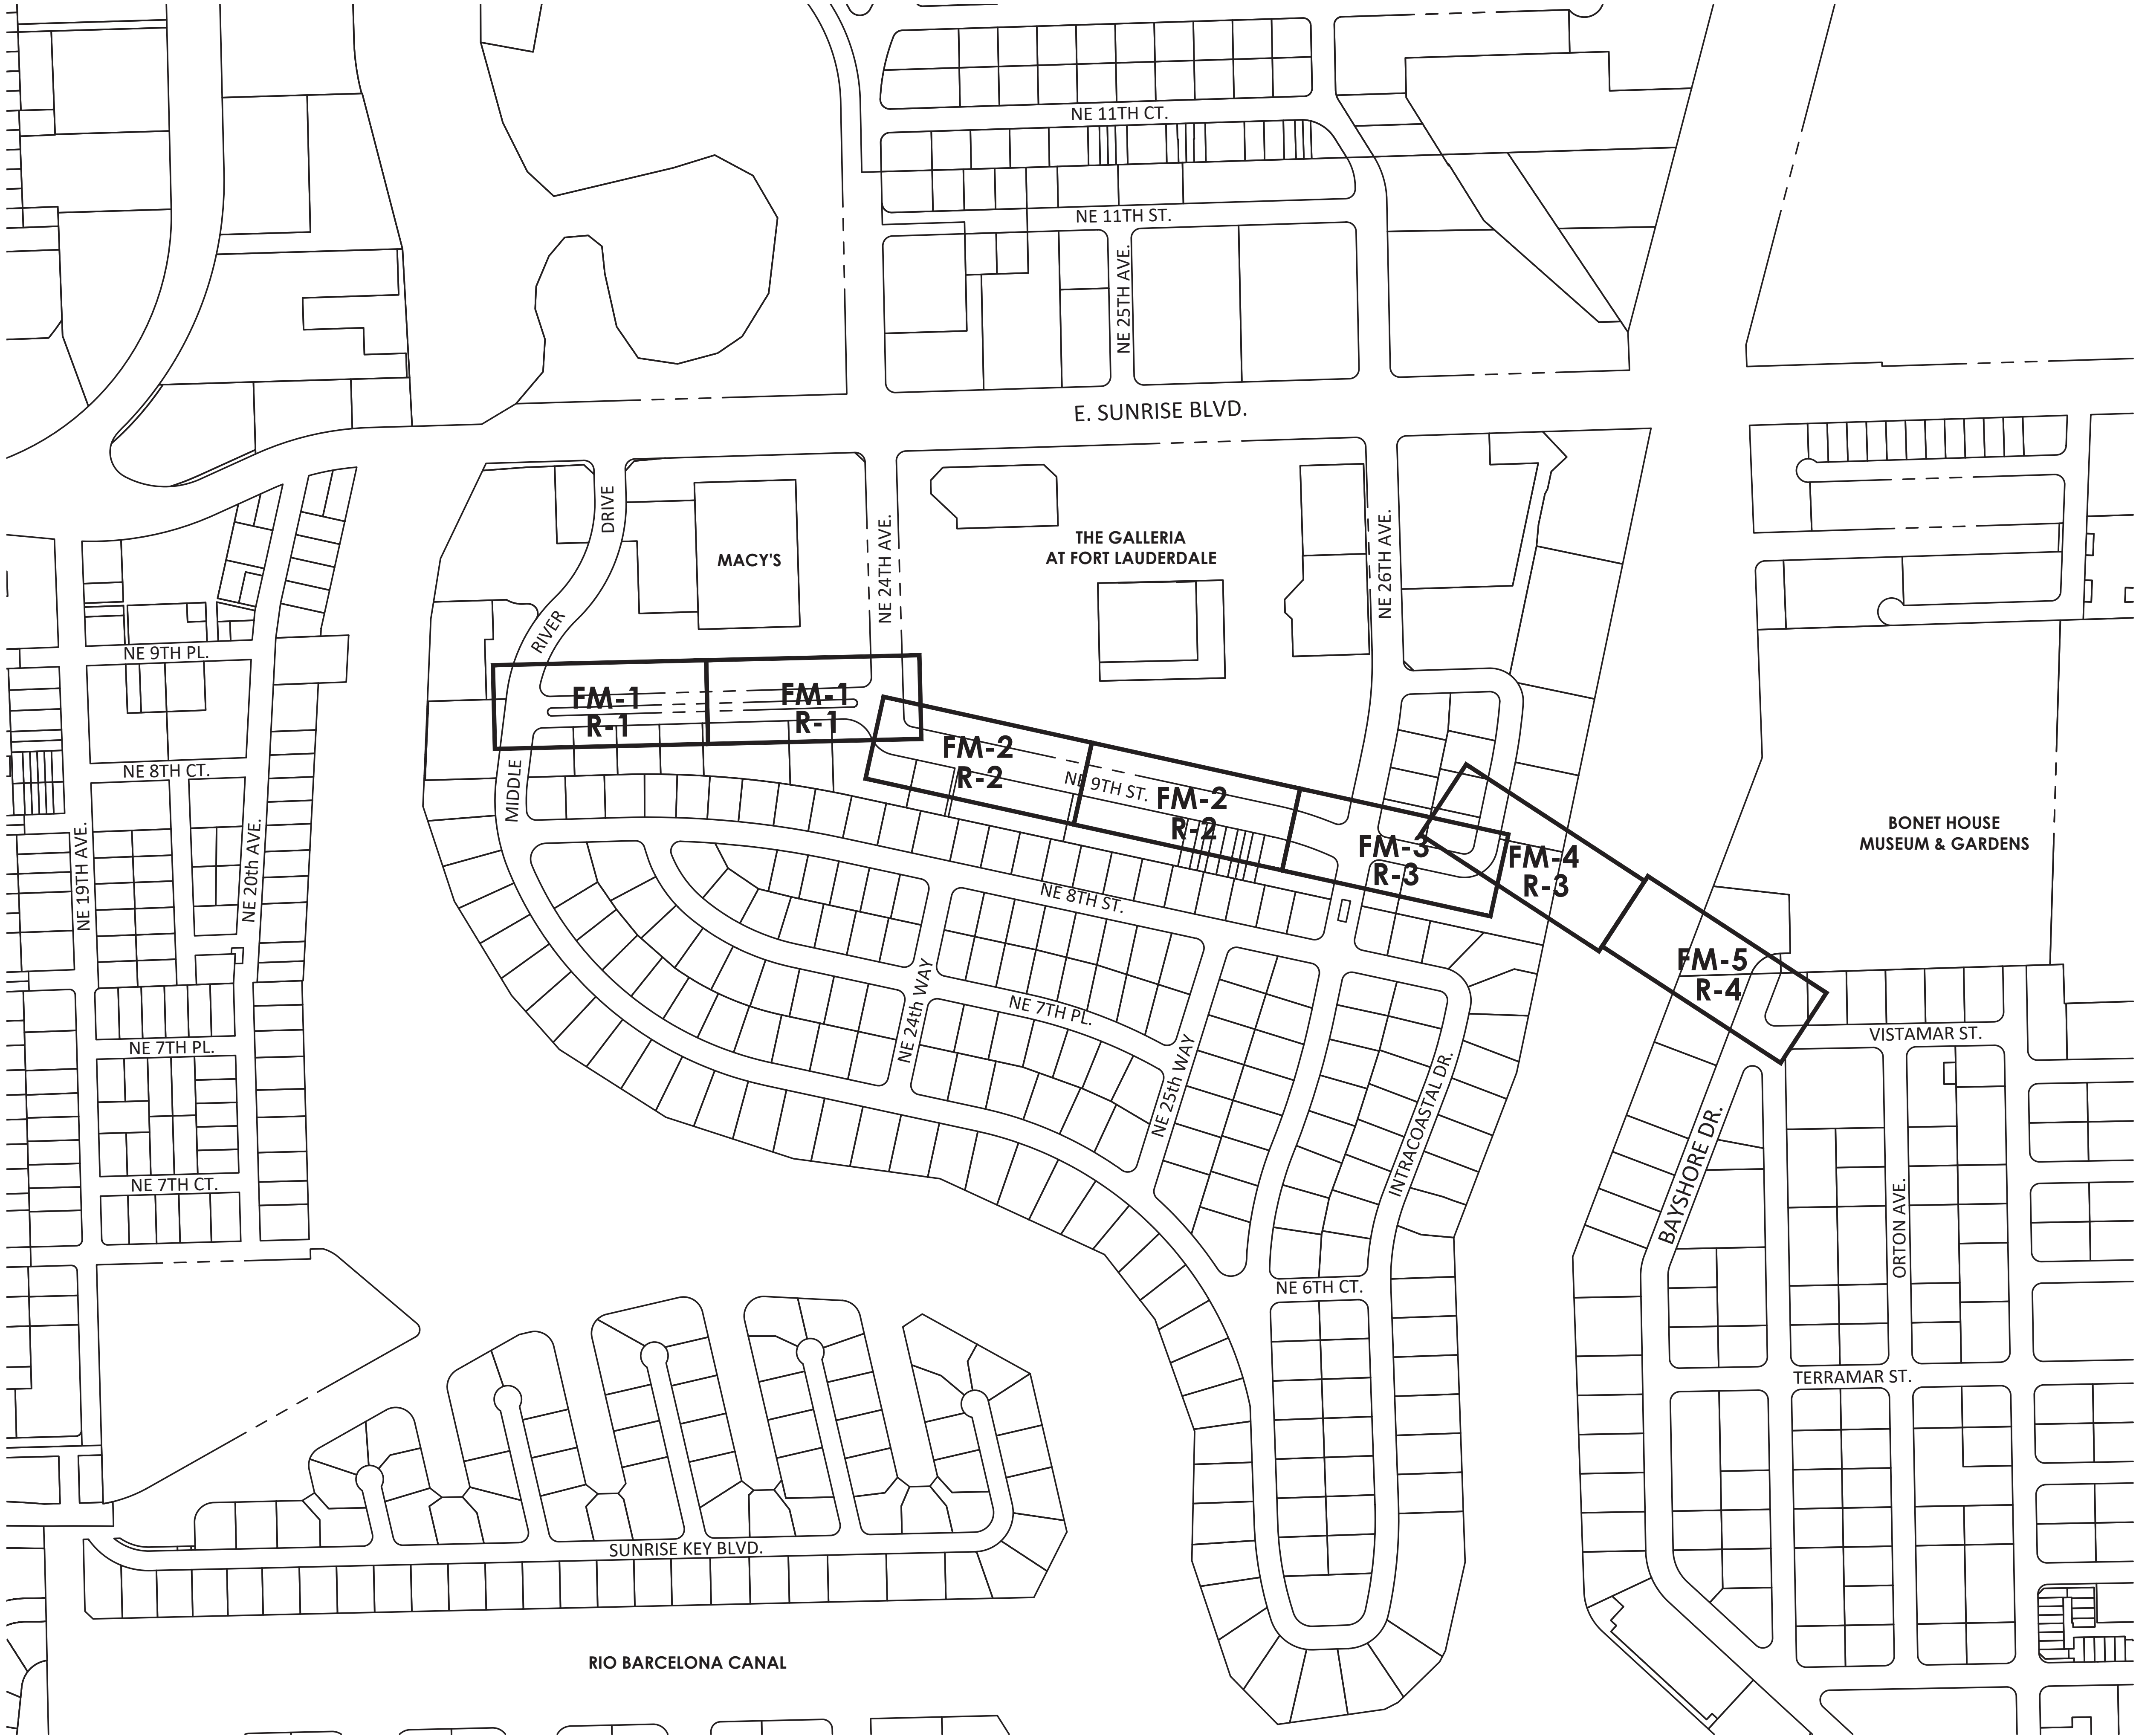 NE 11TH CT.
NE 11TH ST.
NE 25TH AVE.
E. SUNRISE BLVD.
DRIVE
RIVER
MIDDLE
MACY'S
NE 24TH AVE.
THE GALLERIA
AT FORT LAUDERDALE
NE 26TH AVE.
NE 9TH PL.
NE 8TH CT.
NE 19TH AVE.
NE 20th AVE.
FM-1
R-1
FM-1
R-1
FM-2
R-2
NE 9TH ST.
FM-2
R-2
FM-3
R-3
FM-4
R-3
FM-5
R-4
BONET HOUSE
MUSEUM & GARDENS
NE 8TH ST.
NE 24th WAY
NE 7TH PL.
NE 25th WAY
INTRACOASTAL DR.
VISTAMAR ST.
NE 7TH PL.
NE 7TH CT.
BAYSHORE DR.
ORTON AVE.
NE 6TH CT.
TERRAMAR ST.
SUNRISE KEY BLVD.
RIO BARCELONA CANAL